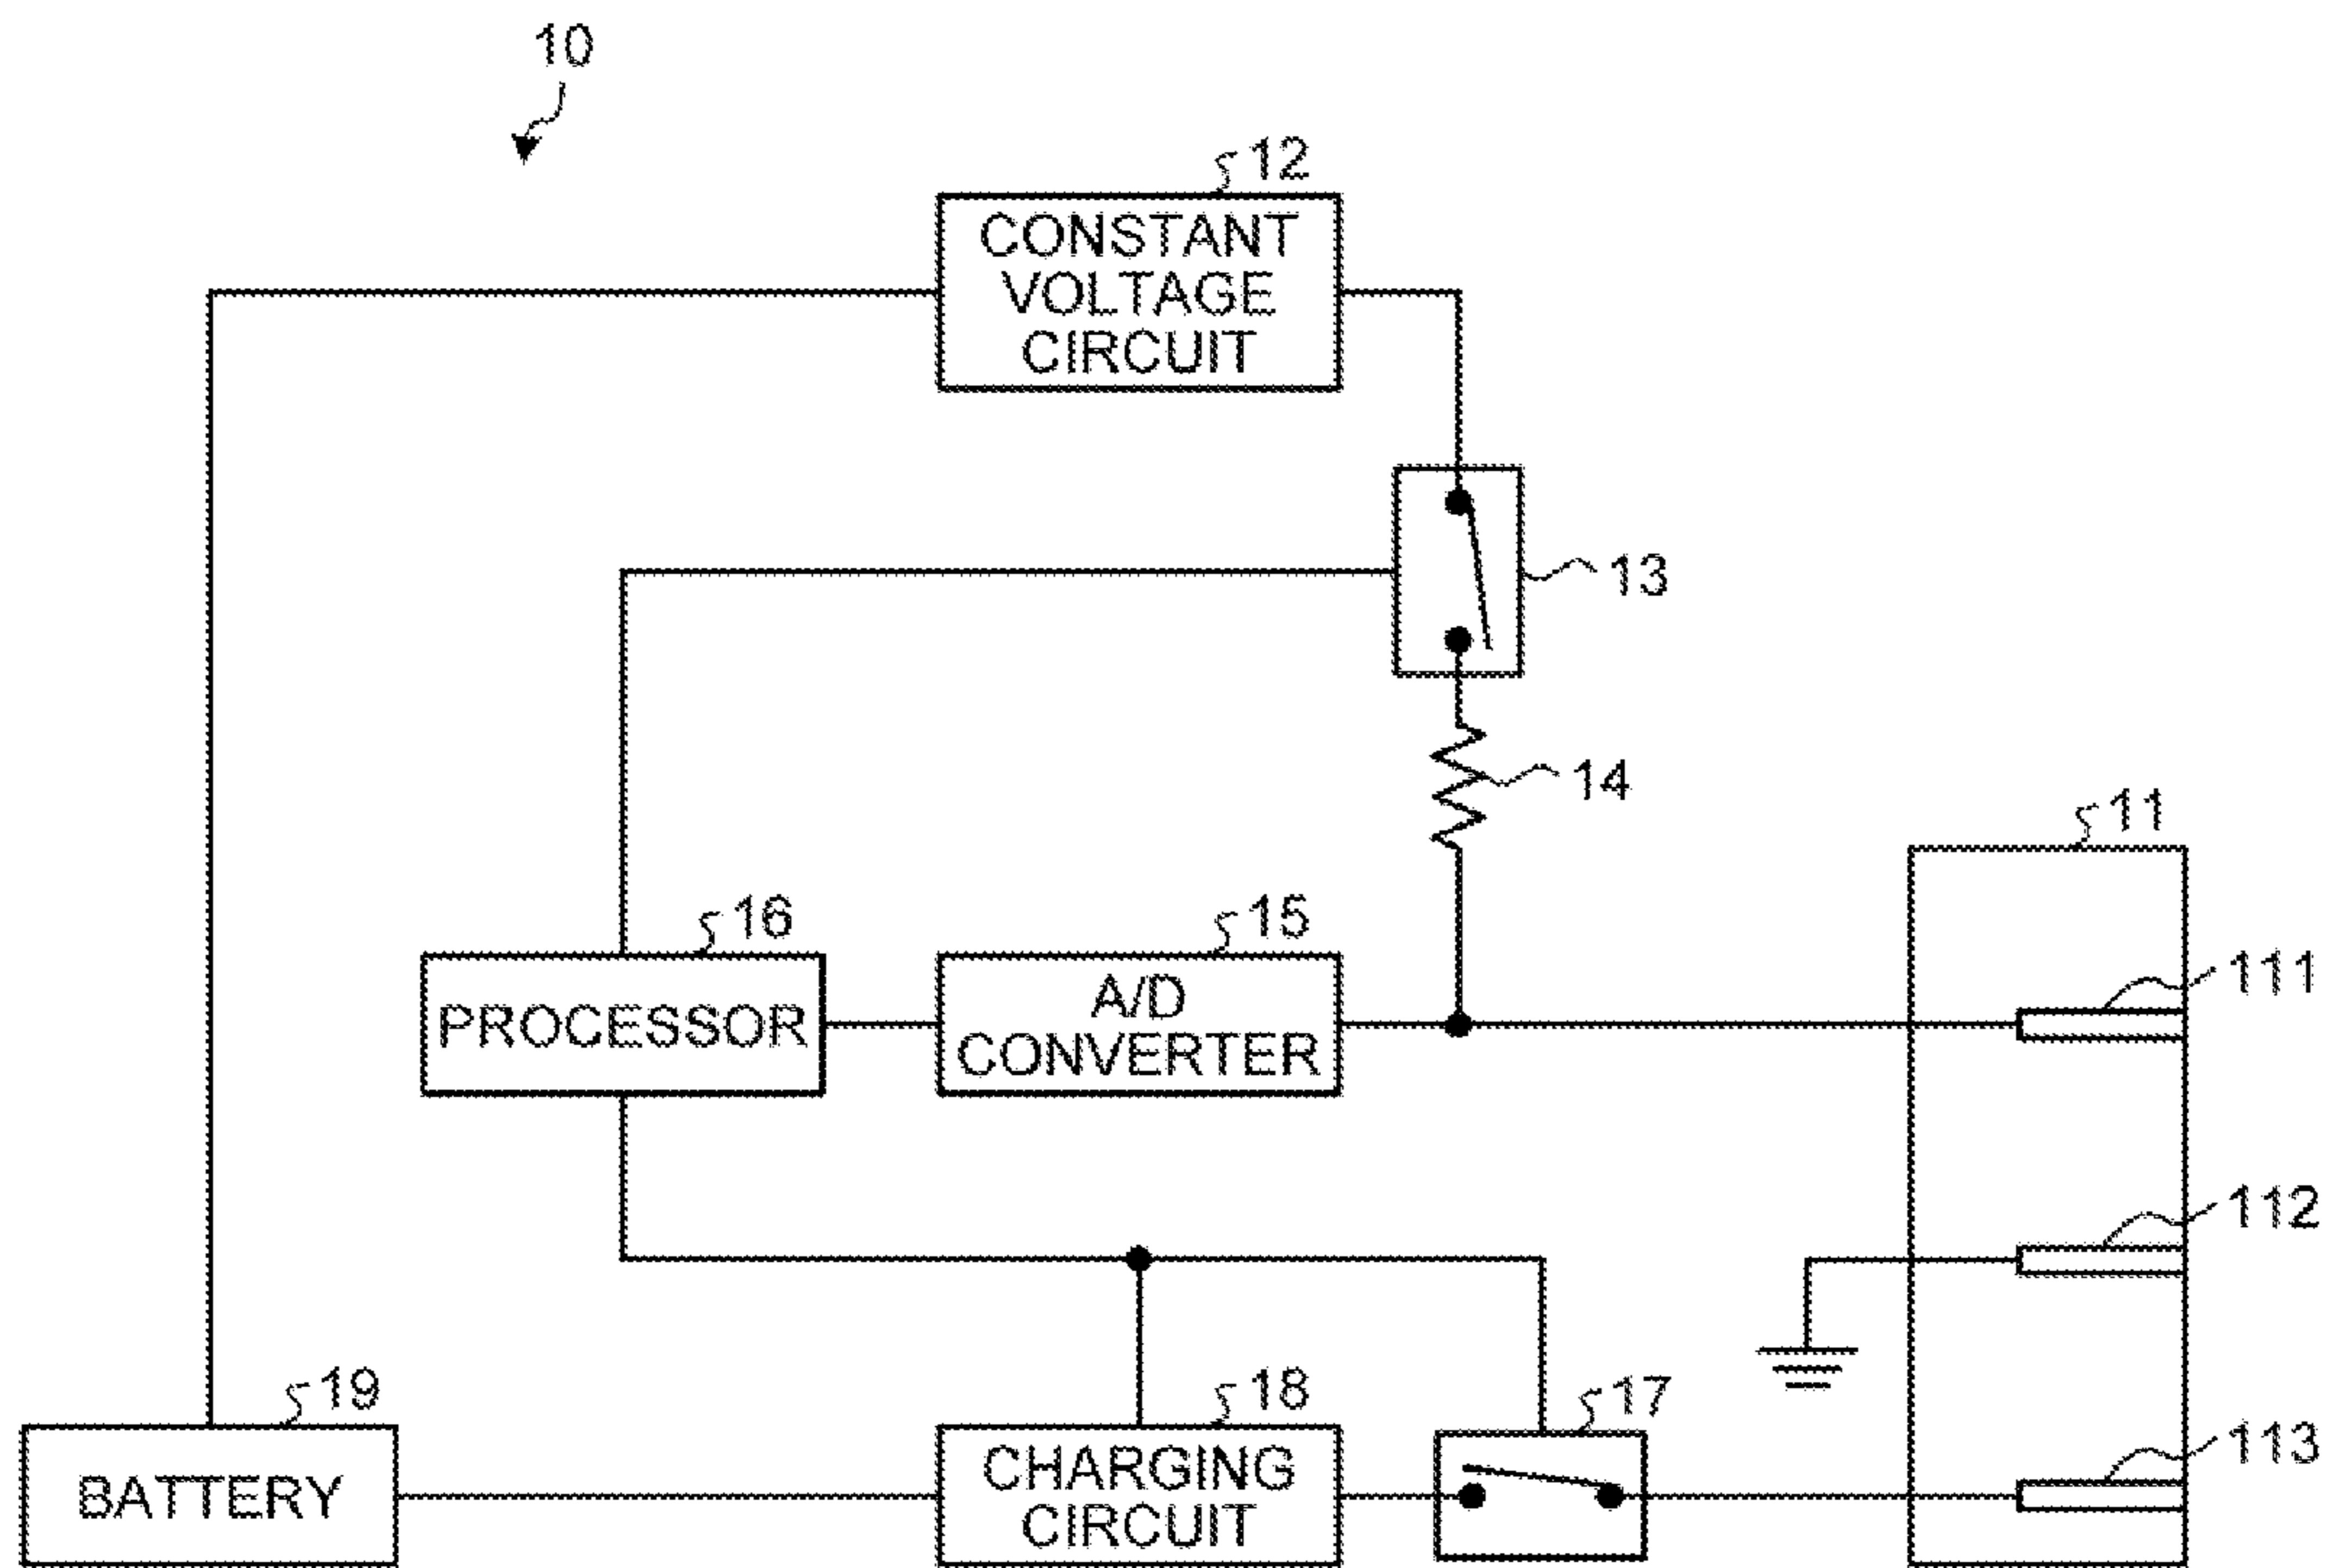 10
12
CONSTANT
VOLTAGE
CIRCUIT
13
14
11
16
15
111
PROCESSOR
A/D
CONVERTER
112
19
18
17
113
BATTERY
CHARGING
CIRCUIT